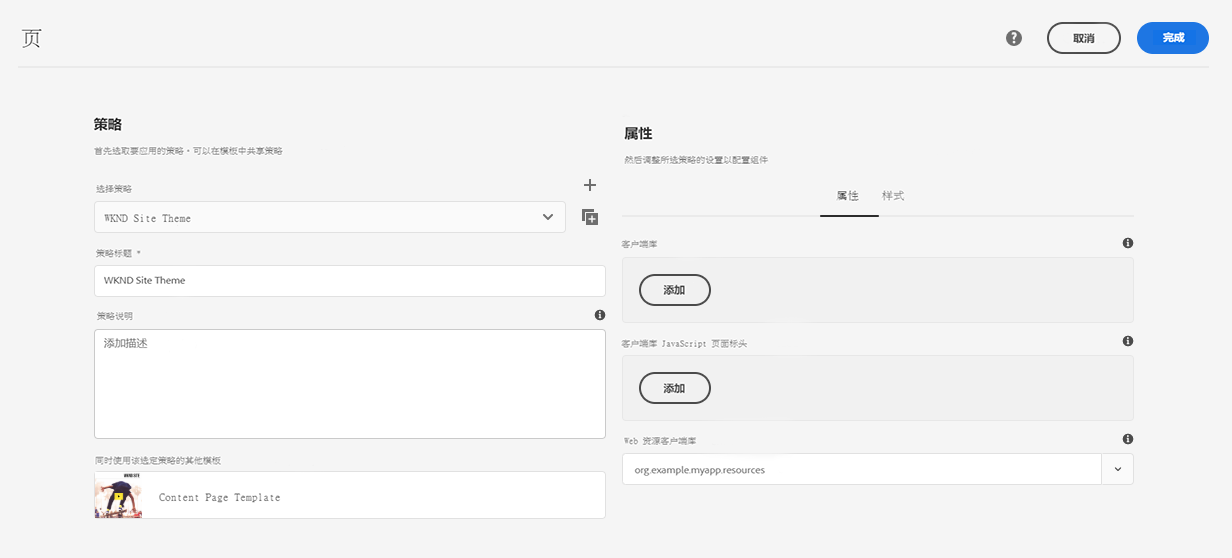 页
取消
完成
策略
首先选取要应用的策略。可以在模板中共享策略
选择策略
WKND Site Theme
策略标题 *
WKND Site Theme
策略说明
添加描述
同时使用该选定策略的其他模板
WKND SITE
Content Page Template
属性
然后调整所选策略的设置以配置组件
属性 样式
客户端库
添加
客户端库 JavaScript 页面标头
添加
Web 资源客户端库
org.example.myapp.resources